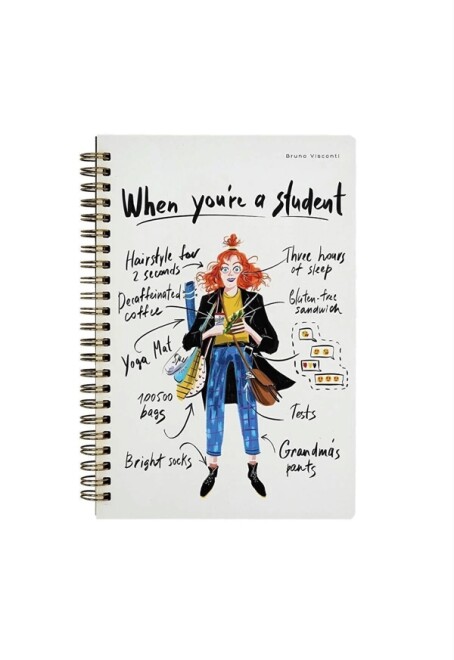 Bruno Visconti
When you're a student
Hairstyle for
2 seconds
Three hours
of sleep
Decaffeinated
coffee
Gluten-free
sandwich
Yoga Mat
100500
bags
Tests
Bright socks
Grandma's
pants